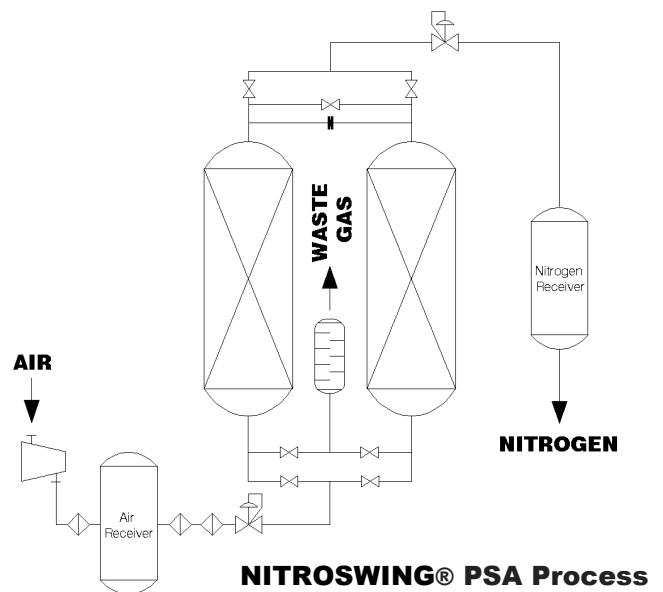 WASTE
GAS
Nitrogen
Receiver
AIR
NITROGEN
Air
Receiver
NITROSWING® PSA Process